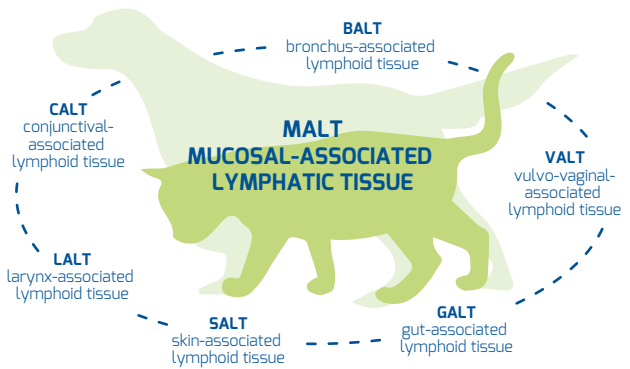 BALT
bronchus-associated
lymphoid tissue
CALT
conjunctival-
associated
lymphoid tissue
MALT
MUCOSAL-ASSOCIATED
LYMPHATIC TISSUE
VALT
vulvo-vaginal-
associated
lymphoid tissue
LALT
larynx-associated
lymphoid tissue
SALT
skin-associated
lymphoid tissue
GALT
gut-associated
lymphoid tissue